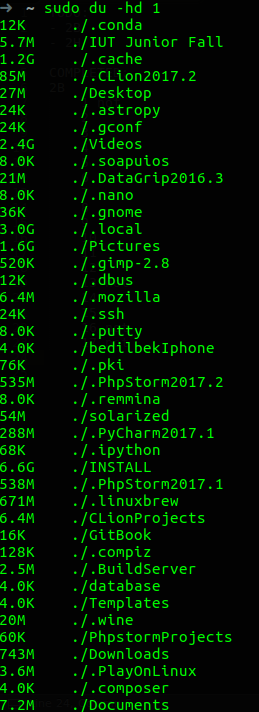 ➜ ~ sudo du -hd 1
12K ./.conda
5.7M ./IUT Junior Fall
1.2G ./.cache
85M ./.CLion2017.2
27M ./Desktop
24K ./.astropy
24K ./.gconf
2.4G ./Videos
8.0K ./.soapuios
21M ./.DataGrip2016.3
8.0K ./.nano
36K ./.gnome
3.0G ./.local
1.6G ./Pictures
520K ./.gimp-2.8
12K ./.dbus
6.4M ./.mozilla
24K ./.ssh
8.0K ./.putty
4.0K ./bedilbekIphone
76K ./.pki
535M ./.PhpStorm2017.2
8.0K ./.remmina
54M ./solarized
288M ./.PyCharm2017.1
68K ./.ipython
6.6G ./INSTALL
538M ./.PhpStorm2017.1
671M ./.linuxbrew
6.4M ./CLionProjects
16K ./GitBook
128K ./.compiz
2.5M ./.BuildServer
4.0K ./database
4.0K ./Templates
20M ./.wine
60K ./PhpstormProjects
743M ./Downloads
3.6M ./.PlayOnLinux
4.0K ./.composer
7.2M ./Documents